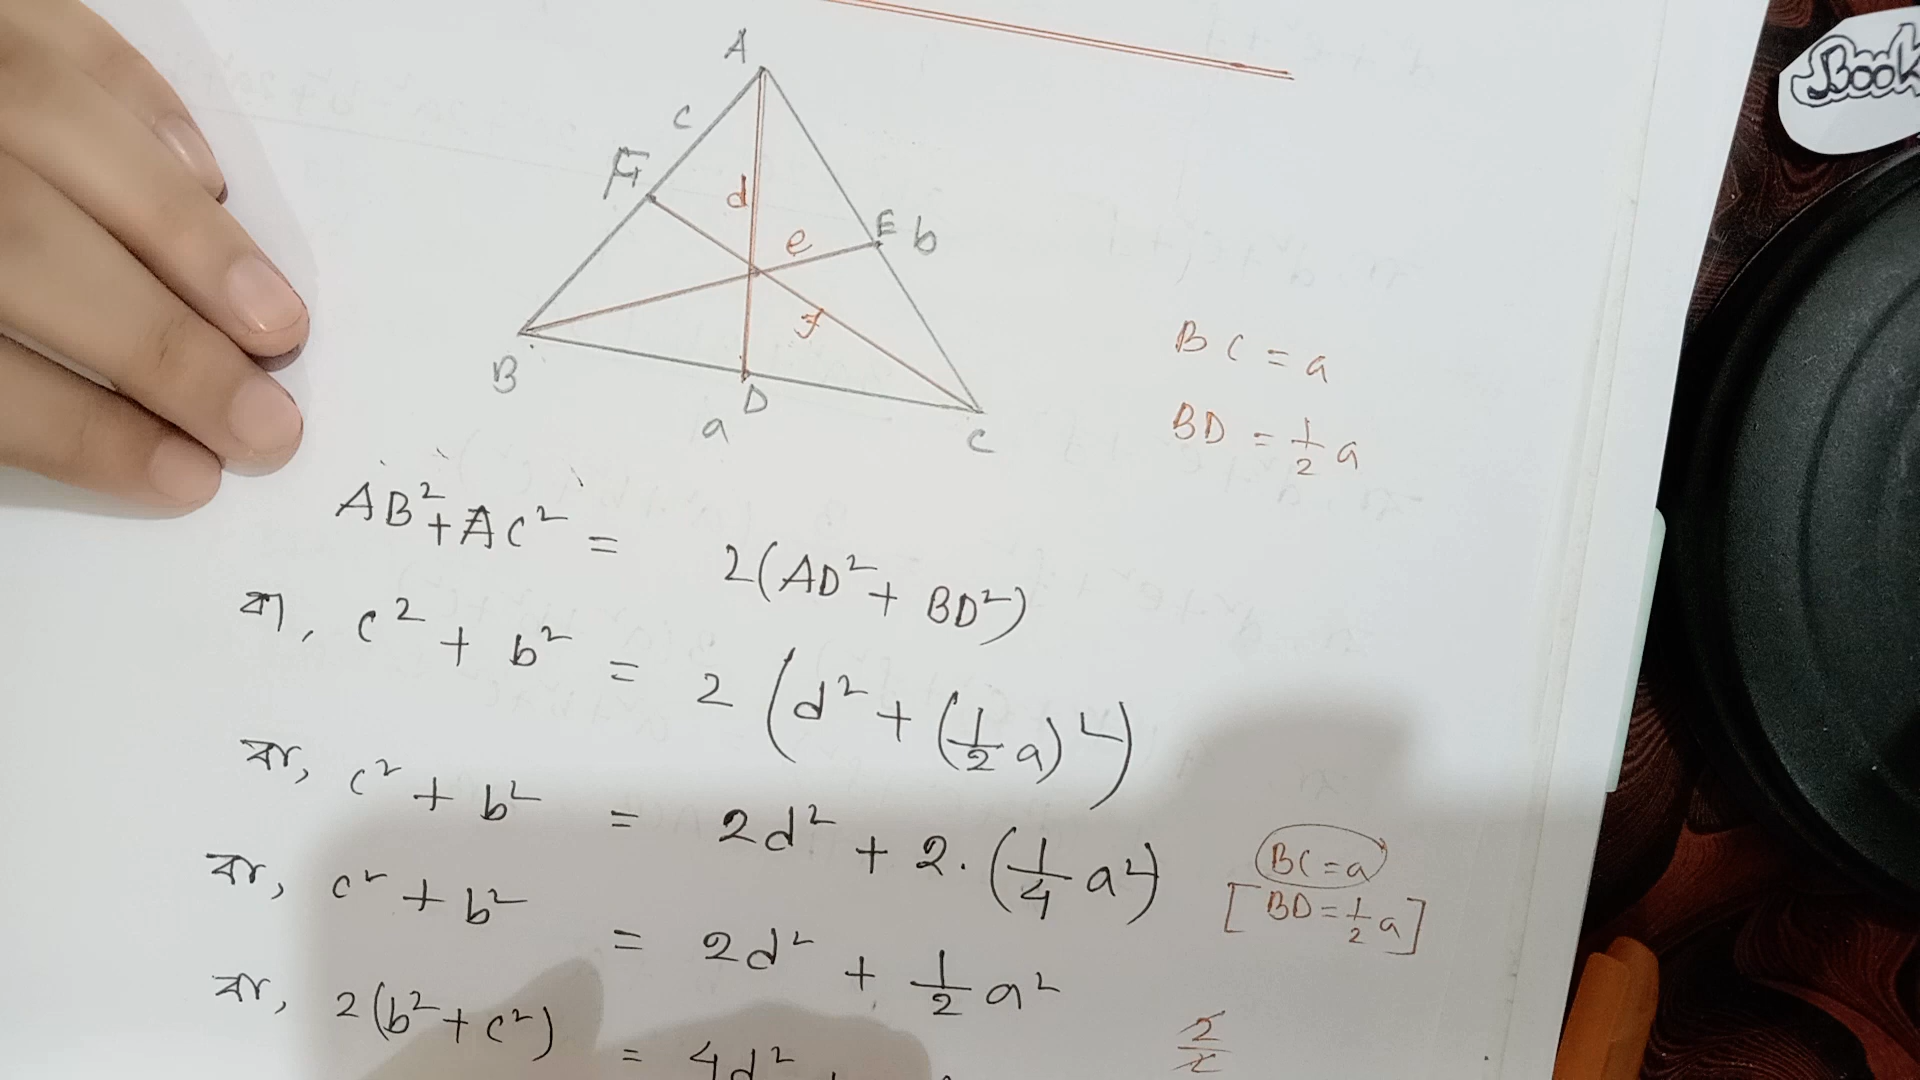 Book
A
c
F
d
e
E b
f
B
D
a
c
BC = a
BD = 1/2 a
AB² + AC² = 2(AD² + BD²)
বা, c² + b² = 2(d² + (1/2 a)²)
বা, c² + b² = 2d² + 2.(1/4 a²)
BC = a
[BD = 1/2 a]
বা, c² + b² = 2d² + 1/2 a²
বা, 2(b² + c²) = 4d²